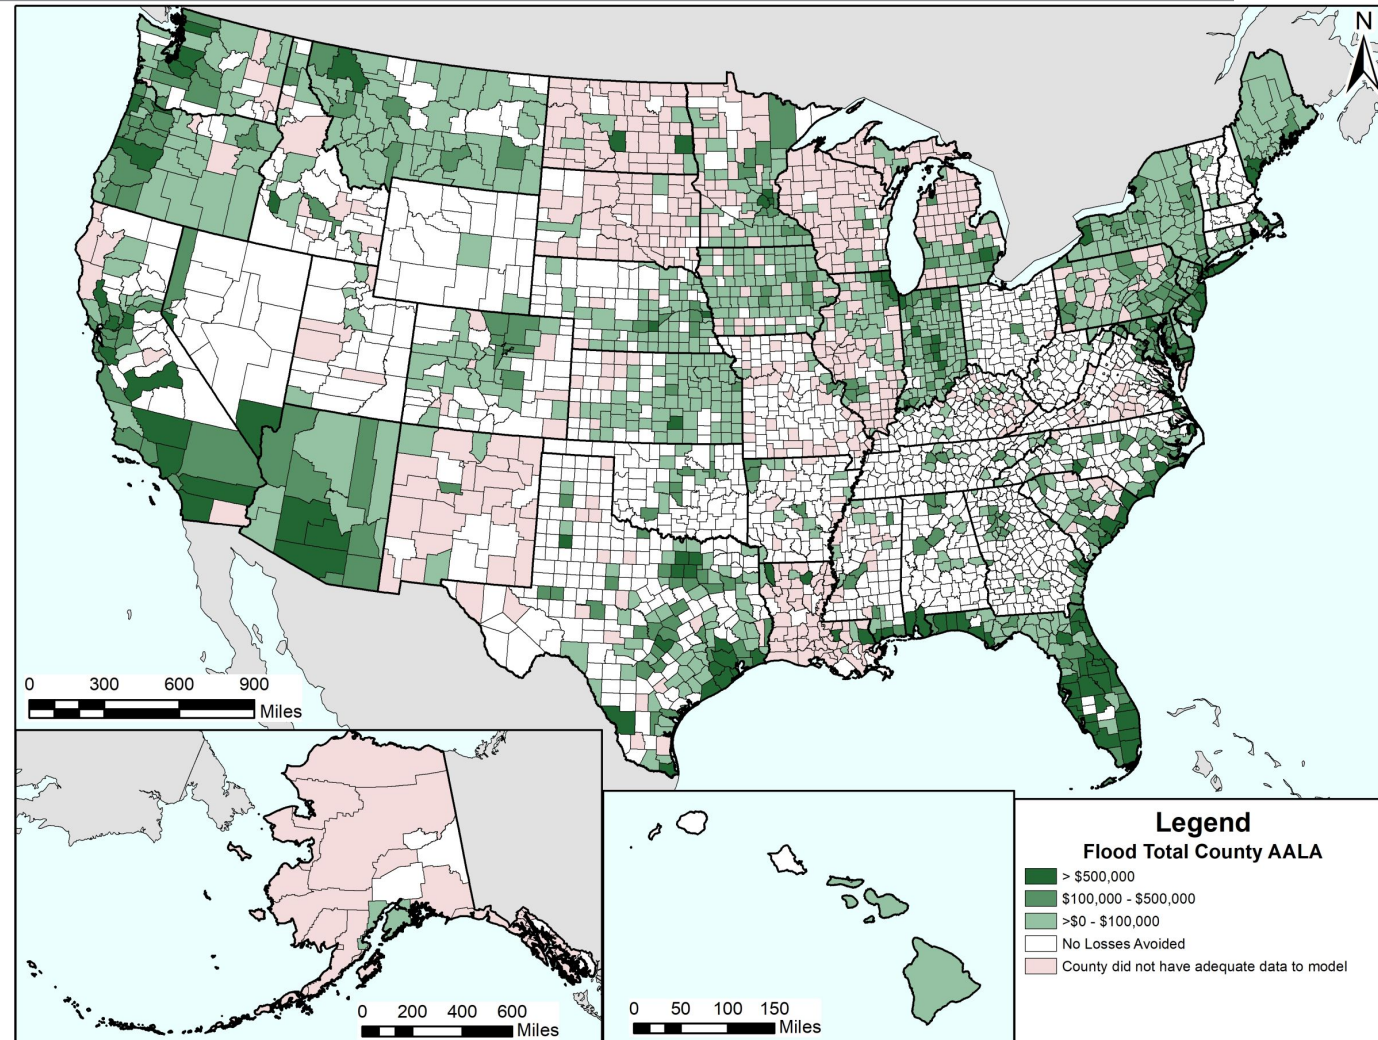 N
0 300 600 900
Miles
0 200 400 600
Miles
0 50 100 150
Miles
Legend
Flood Total County AALA
> $500,000
$100,000 - $500,000
>$0 - $100,000
No Losses Avoided
County did not have adequate data to model